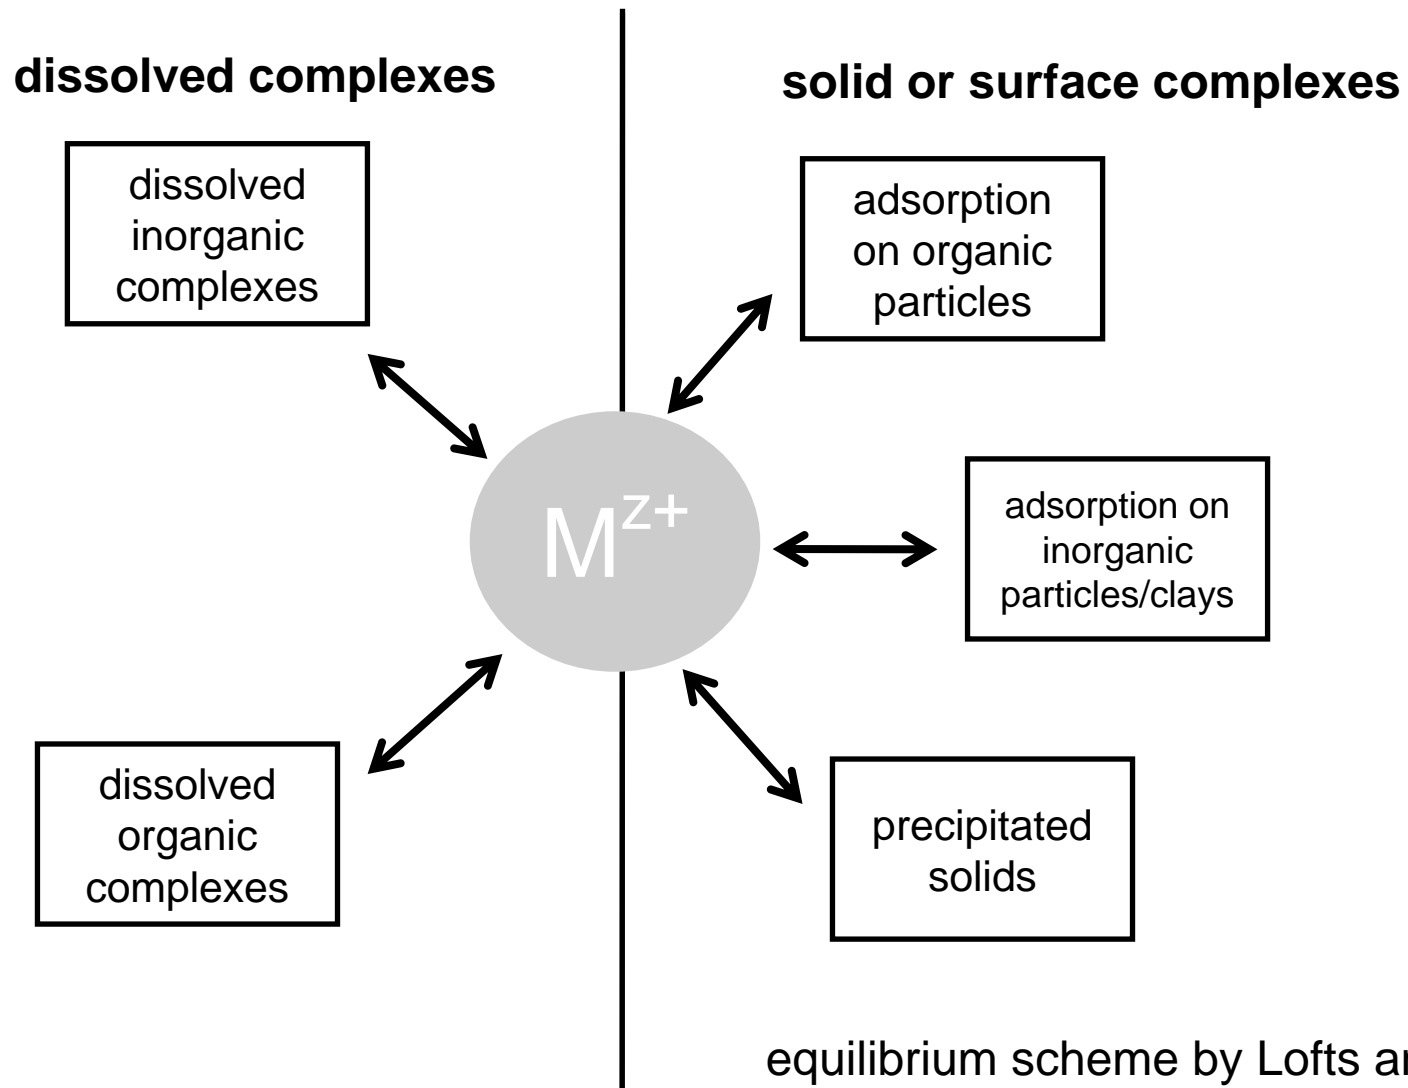 dissolved complexes
solid or surface complexes
dissolved
inorganic
complexes
adsorption
on organic
particles
M^z+
adsorption on
inorganic
particles/clays
dissolved
organic
complexes
precipitated
solids
equilibrium scheme by Lofts